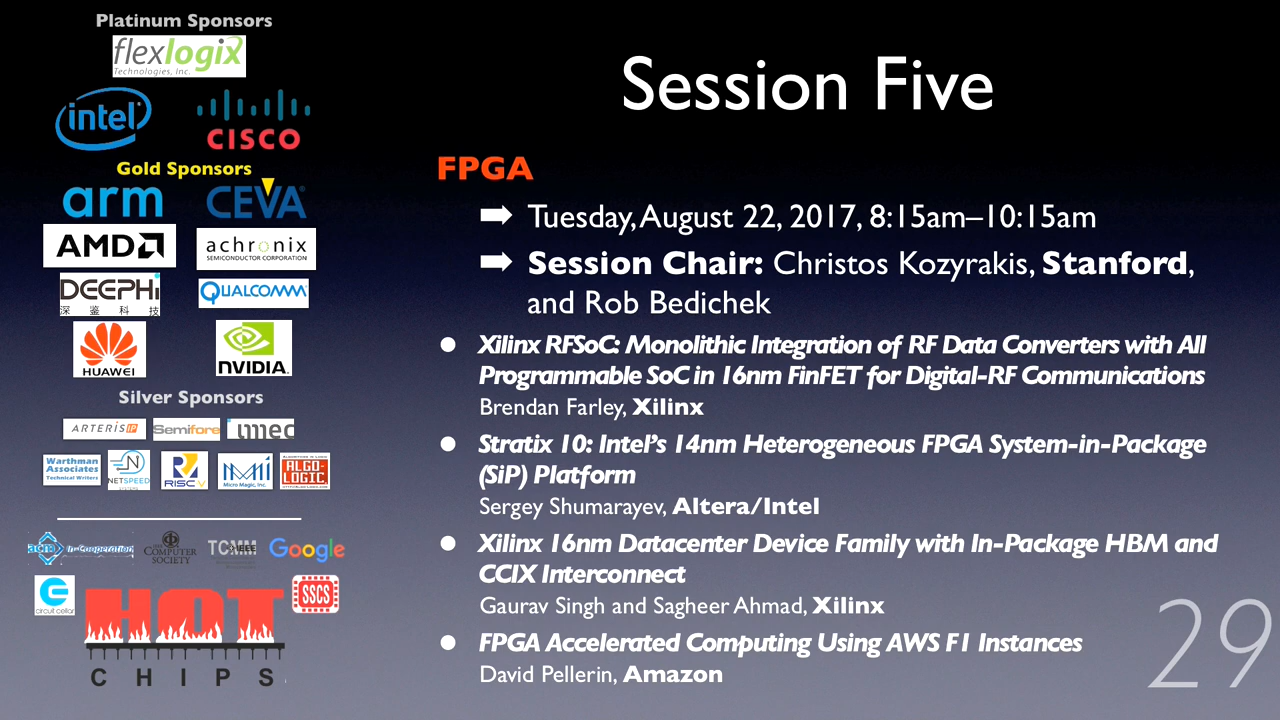 Platinum Sponsors
flexlogix
Technologies, Inc.
intel
CISCO
Gold Sponsors
arm
CEVA
AMD
achronix
SEMICONDUCTOR CORPORATION
DEEPHi
深 鉴 科 技
QUALCOMM
HUAWEI
NVIDIA.
Silver Sponsors
ARTERIS IP
Semifore
imec
Warthman
Associates
Technical Writers
N
NETSPEED
SYSTEMS
RISC V
Micro Magic, Inc.
ALGO-
LOGIC
acm In-Cooperation
COMPUTER
SOCIETY
Google
circuit cellar
SSCS
HOT
CHIPS
Session Five
FPGA
Tuesday, August 22, 2017, 8:15am–10:15am
Session Chair: Christos Kozyrakis, Stanford,
and Rob Bedichek
Xilinx RFSoC: Monolithic Integration of RF Data Converters with All
Programmable SoC in 16nm FinFET for Digital-RF Communications
Brendan Farley, Xilinx
Stratix 10: Intel's 14nm Heterogeneous FPGA System-in-Package
(SiP) Platform
Sergey Shumarayev, Altera/Intel
Xilinx 16nm Datacenter Device Family with In-Package HBM and
CCIX Interconnect
Gaurav Singh and Sagheer Ahmad, Xilinx
FPGA Accelerated Computing Using AWS F1 Instances
David Pellerin, Amazon
29